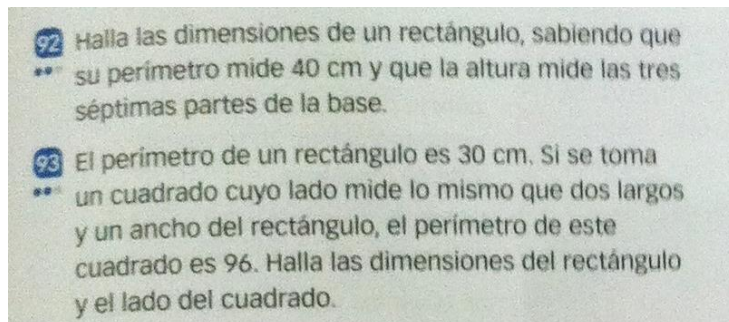 92 Halla las dimensiones de un rectángulo, sabiendo que
su perímetro mide 40 cm y que la altura mide las tres
séptimas partes de la base.
93 El perímetro de un rectángulo es 30 cm. Si se toma
un cuadrado cuyo lado mide lo mismo que dos largos
y un ancho del rectángulo, el perímetro de este
cuadrado es 96. Halla las dimensiones del rectángulo
y el lado del cuadrado.